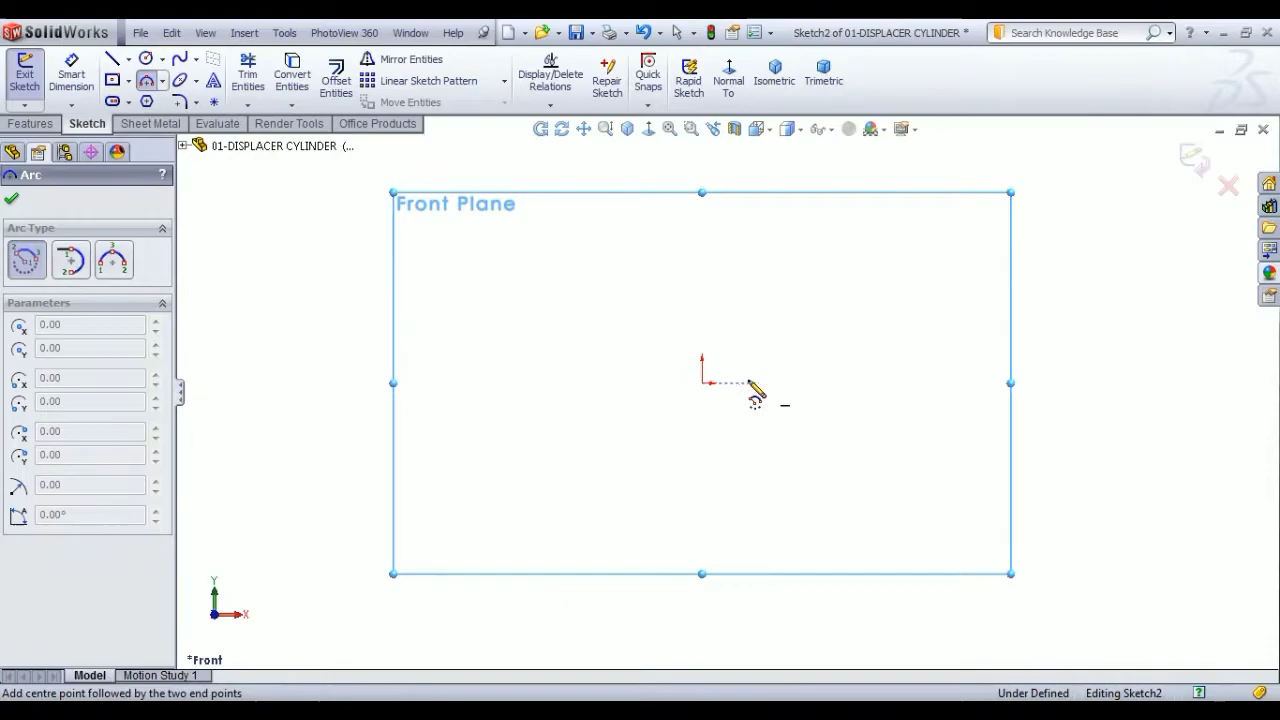 SolidWorks File Edit View Insert Tools PhotoView 360 Window Help Sketch2 of 01-DISPLACER CYLINDER * Search Knowledge Base ?
Exit Sketch
Smart Dimension
Trim Entities
Convert Entities
Offset Entities
Mirror Entities
Linear Sketch Pattern
Move Entities
Display/Delete Relations
Repair Sketch
Quick Snaps
Rapid Sketch
Normal To
Isometric
Trimetric
Features Sketch Sheet Metal Evaluate Render Tools Office Products
01-DISPLACER CYLINDER (...
Arc ?
Arc Type
Parameters
0.00
0.00
0.00
0.00
0.00
0.00
0.00
0.00°
Front Plane
Y
X
*Front
Model Motion Study 1
Add centre point followed by the two end points Under Defined Editing Sketch2 ?